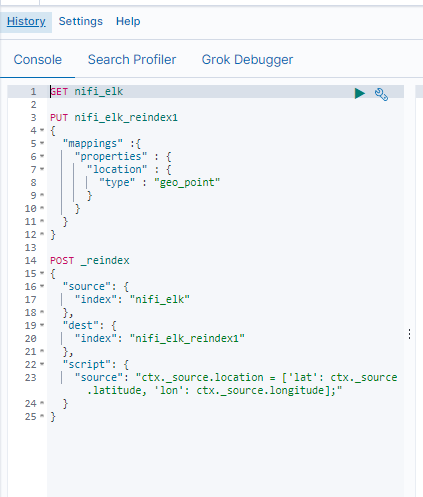 History Settings Help
Console Search Profiler Grok Debugger
1 GET nifi_elk
2
3 PUT nifi_elk_reindex1
4 {
5 "mappings" :{
6 "properties" : {
7 "location" : {
8 "type" : "geo_point"
9 }
10 }
11 }
12 }
13
14 POST _reindex
15 {
16 "source": {
17 "index": "nifi_elk"
18 },
19 "dest": {
20 "index": "nifi_elk_reindex1"
21 },
22 "script": {
23 "source": "ctx._source.location = ['lat': ctx._source
.latitude, 'lon': ctx._source.longitude];"
24 }
25 }